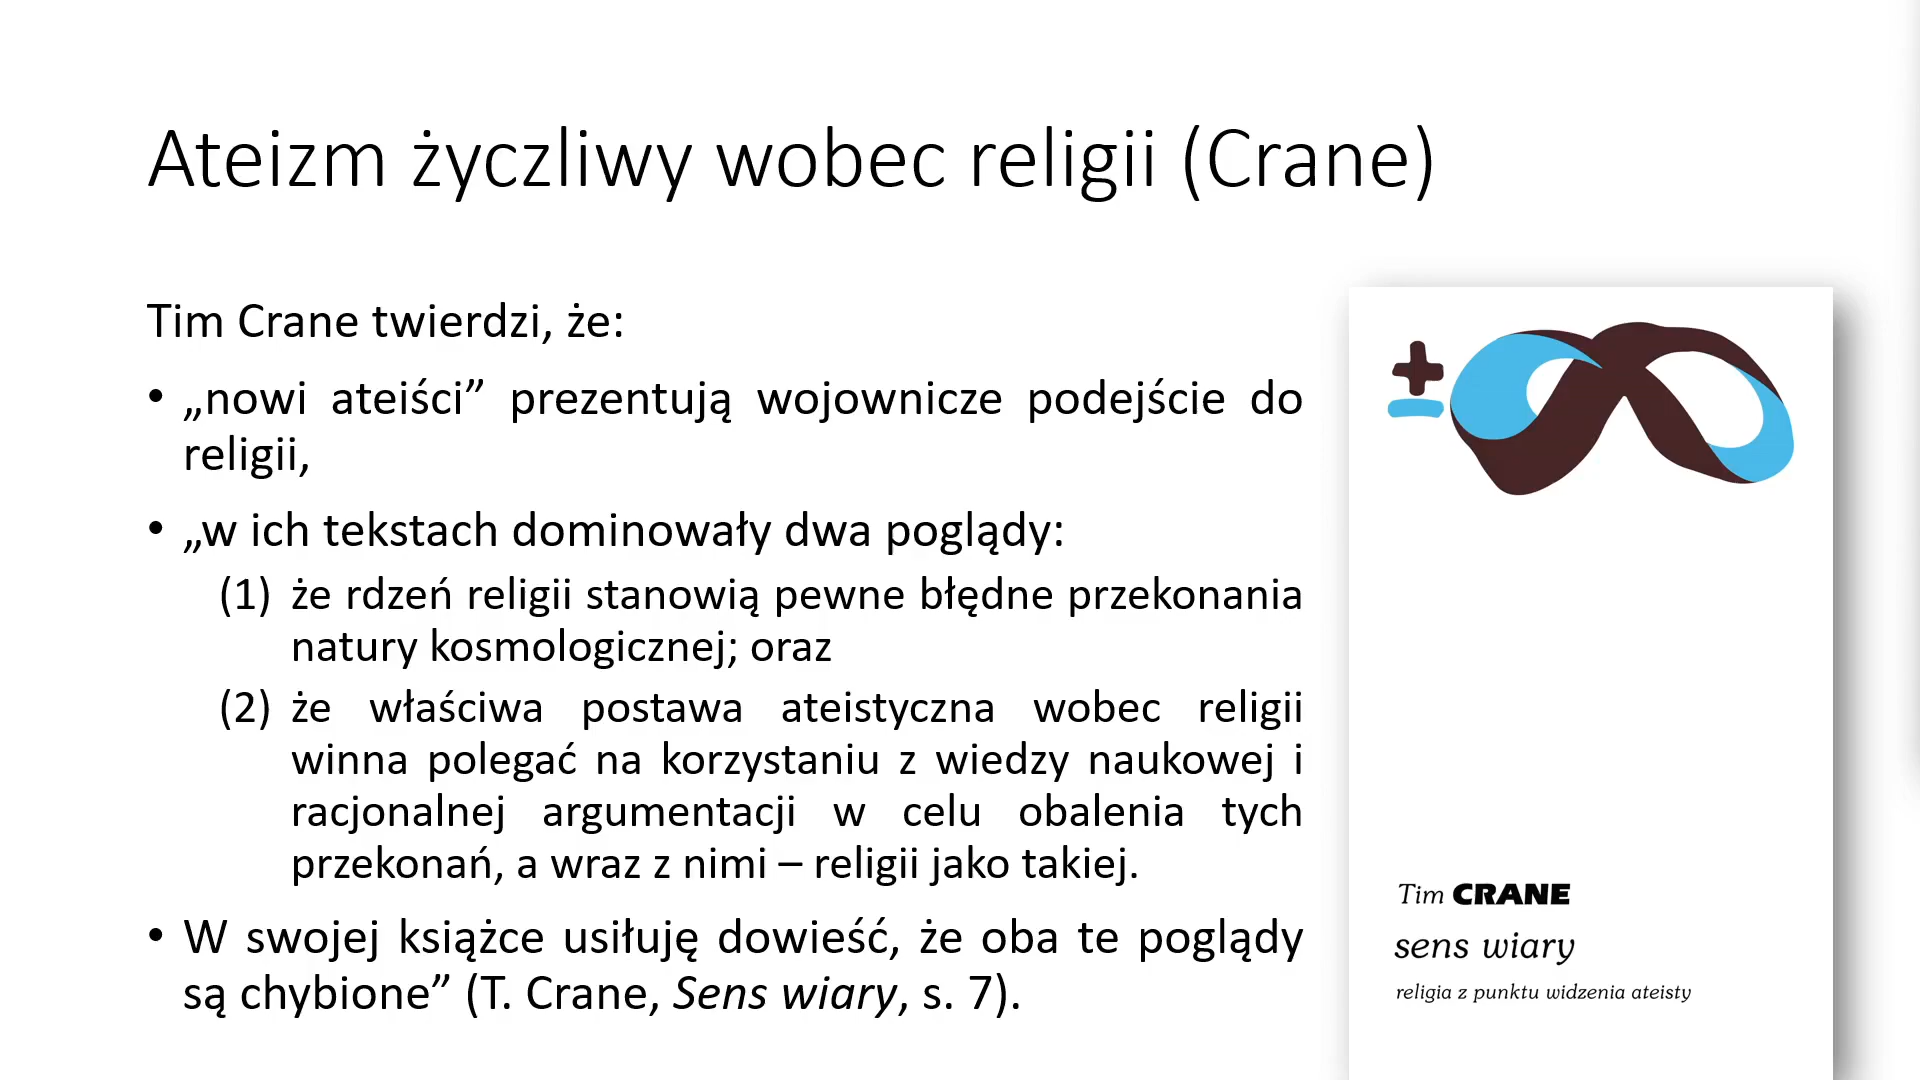 Ateizm życzliwy wobec religii (Crane)
Tim Crane twierdzi, że:
• „nowi ateiści” prezentują wojownicze podejście do
religii,
• „w ich tekstach dominowały dwa poglądy:
(1) że rdzeń religii stanowią pewne błędne przekonania
natury kosmologicznej; oraz
(2) że właściwa postawa ateistyczna wobec religii
winna polegać na korzystaniu z wiedzy naukowej i
racjonalnej argumentacji w celu obalenia tych
przekonań, a wraz z nimi – religii jako takiej.
• W swojej książce usiłuję dowieść, że oba te poglądy
są chybione” (T. Crane, Sens wiary, s. 7).
±
Tim CRANE
sens wiary
religia z punktu widzenia ateisty